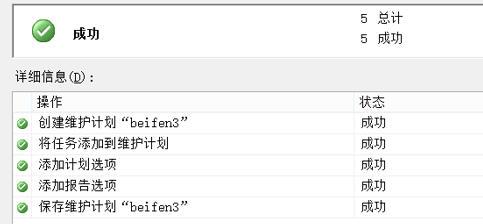 成功
5 总计
5 成功
详细信息(D):
操作 状态
创建维护计划“beifen3” 成功
将任务添加到维护计划 成功
添加计划选项 成功
添加报告选项 成功
保存维护计划“beifen3” 成功